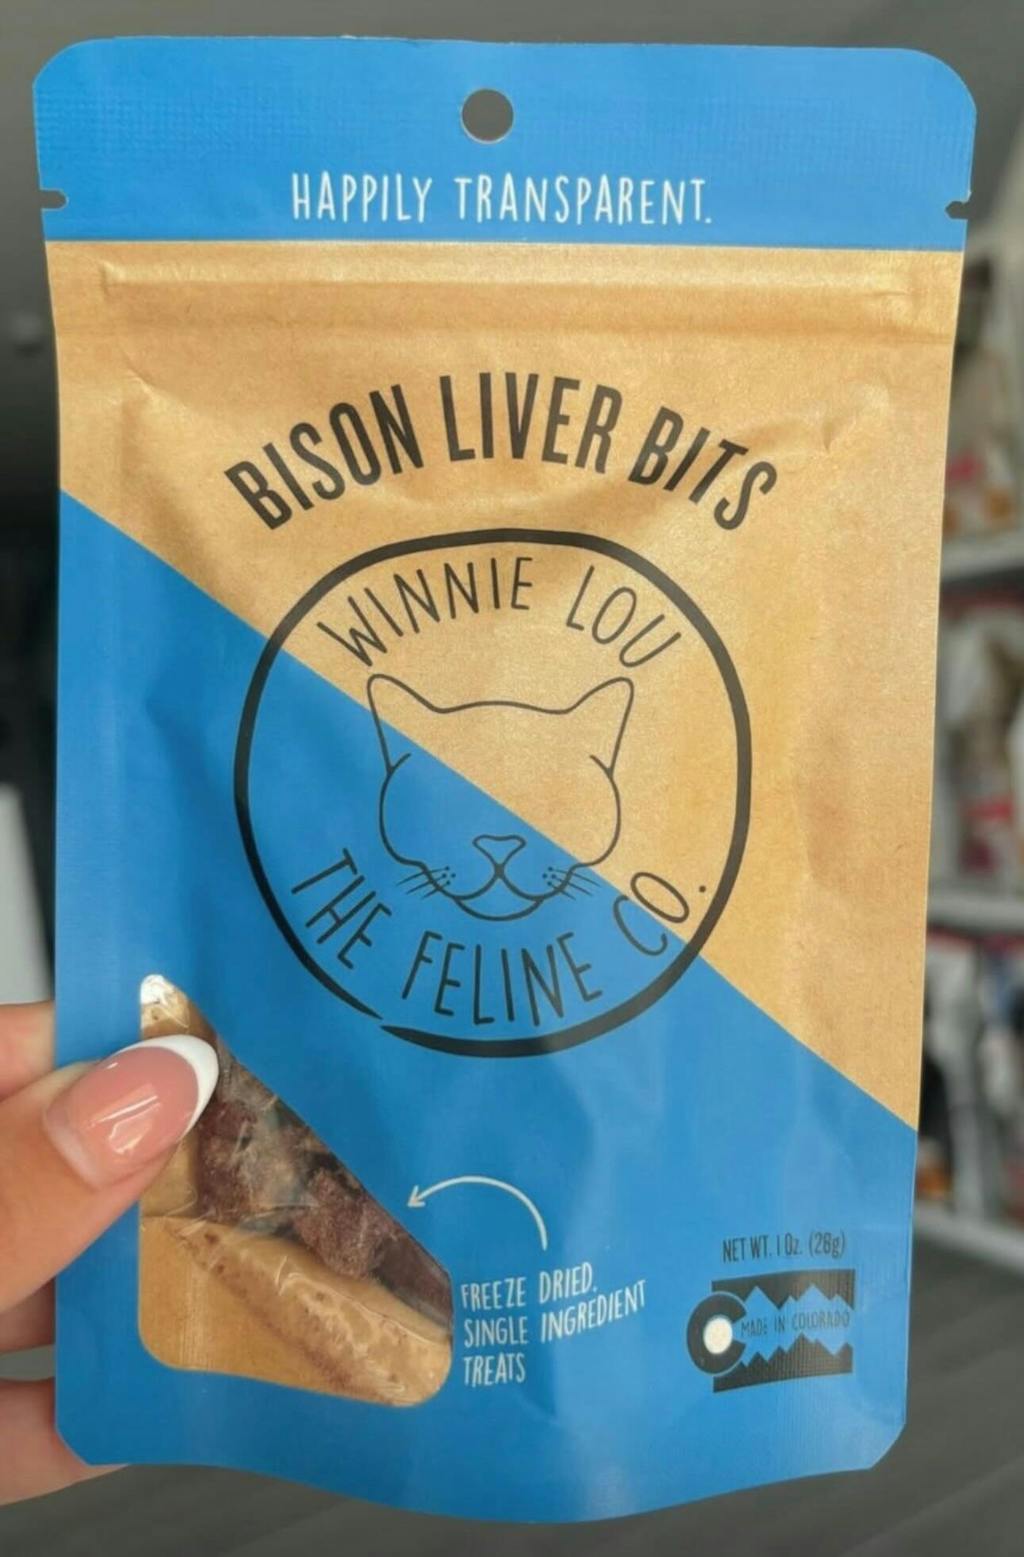 HAPPILY TRANSPARENT.
BISON LIVER BITS
WINNIE LOU
THE FELINE CO.
FREEZE DRIED.
SINGLE INGREDIENT
TREATS
NET WT. 1 Oz. (28g)
MADE IN COLORADO